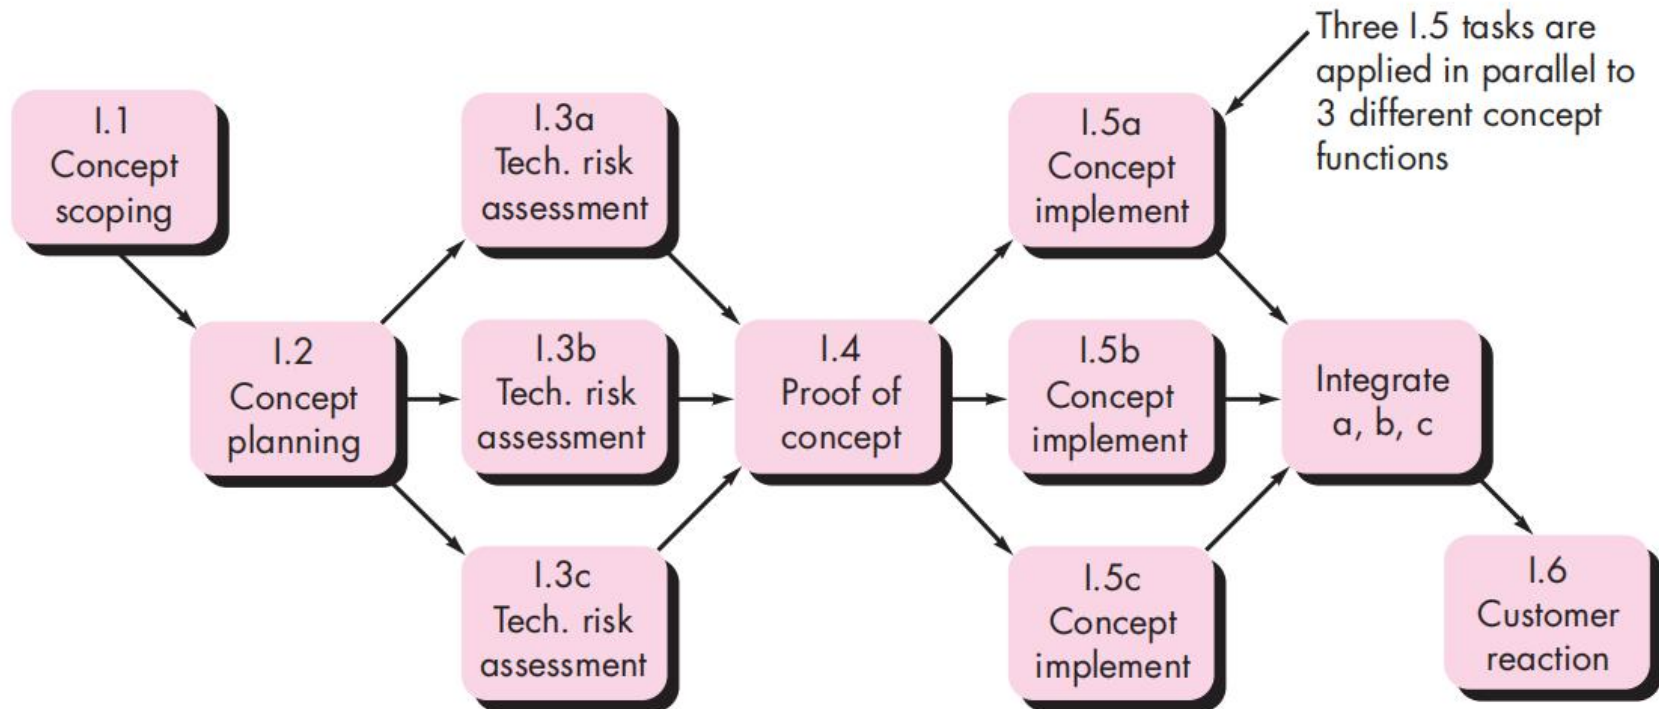 I.1
Concept
scoping
I.2
Concept
planning
I.3a
Tech. risk
assessment
I.3b
Tech. risk
assessment
I.3c
Tech. risk
assessment
I.4
Proof of
concept
I.5a
Concept
implement
I.5b
Concept
implement
I.5c
Concept
implement
Three I.5 tasks are
applied in parallel to
3 different concept
functions
Integrate
a, b, c
I.6
Customer
reaction